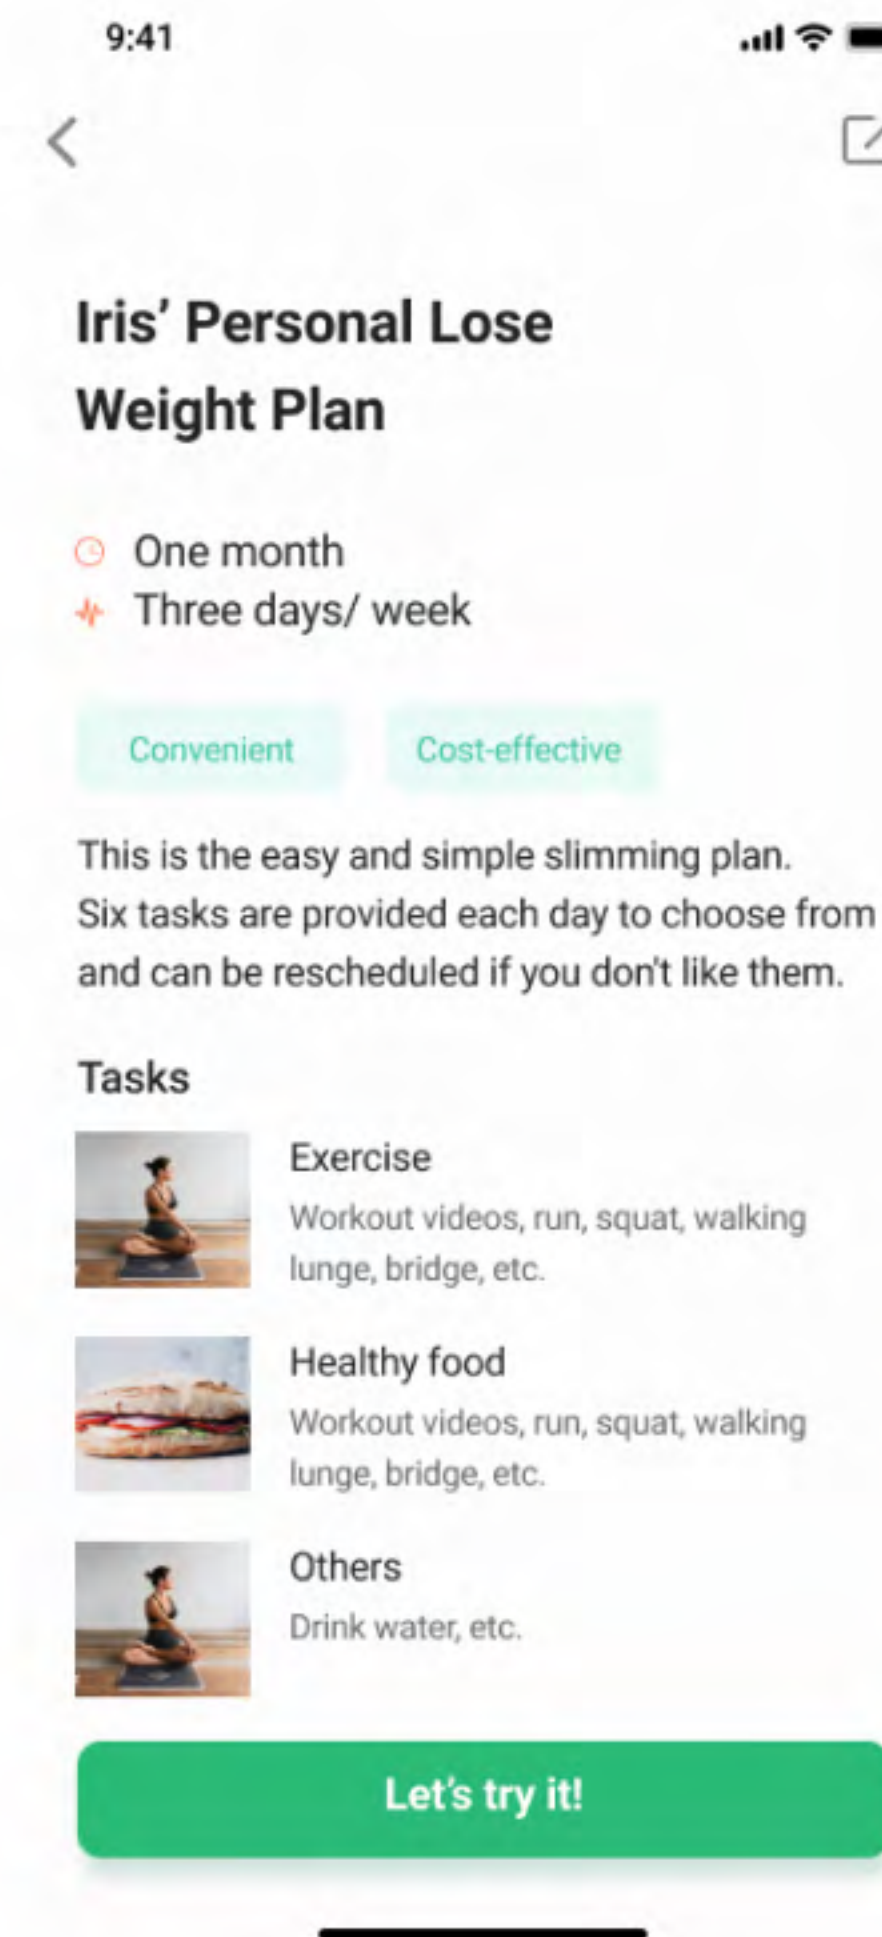 9:41
Iris’ Personal Lose
Weight Plan
One month
Three days/ week
Convenient
Cost-effective
This is the easy and simple slimming plan.
Six tasks are provided each day to choose from
and can be rescheduled if you don't like them.
Tasks
Exercise
Workout videos, run, squat, walking
lunge, bridge, etc.
Healthy food
Workout videos, run, squat, walking
lunge, bridge, etc.
Others
Drink water, etc.
Let’s try it!